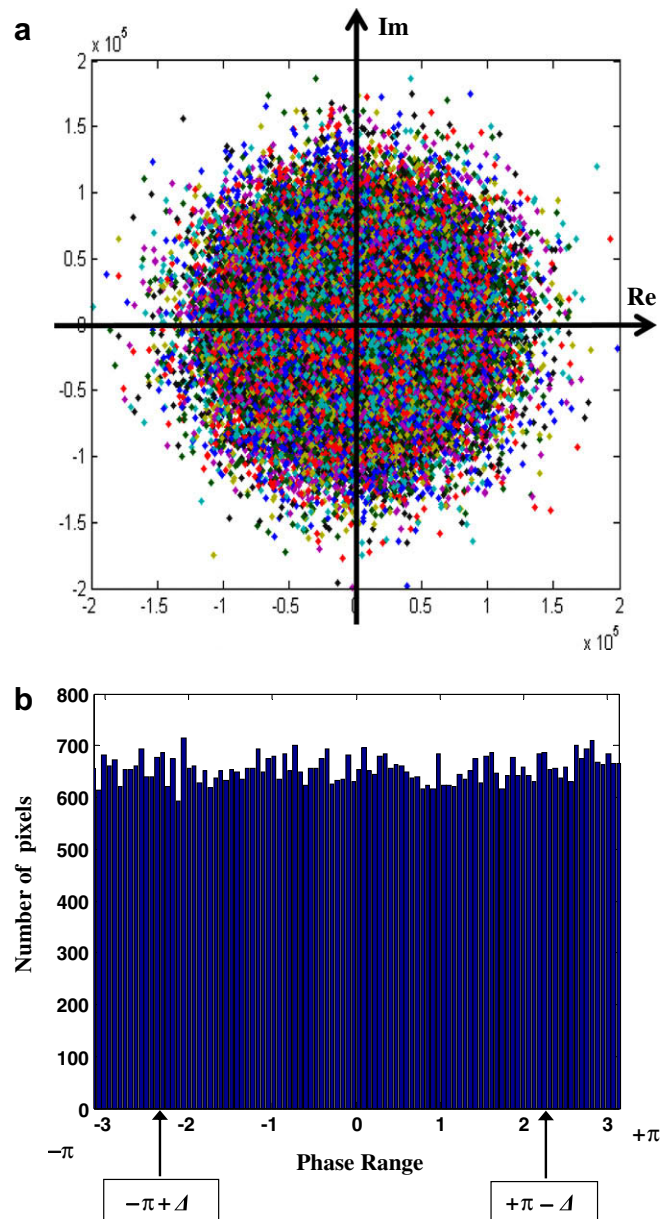 a
Im
x 10^5
2
1.5
1
0.5
0
-0.5
-1
-1.5
-2
Re
-2 -1.5 -1 -0.5 0 0.5 1 1.5 2
x 10^5
b
800
700
600
500
400
300
200
100
0
Number of pixels
-3 -2 -1 0 1 2 3
−π
+π
Phase Range
−π+Δ
+π−Δ